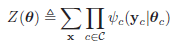 Z(𝜽) ≜ ∑_𝐱 ∏_{c∈𝒞} ψ_c(𝐲_c|𝜽_c)